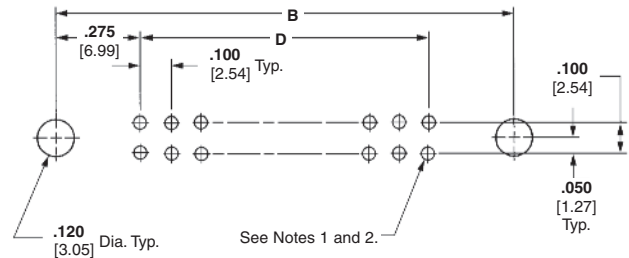 B
.275
[6.99]
D
.100
[2.54] Typ.
.100
[2.54]
.050
[1.27]
Typ.
.120
[3.05] Dia. Typ.
See Notes 1 and 2.